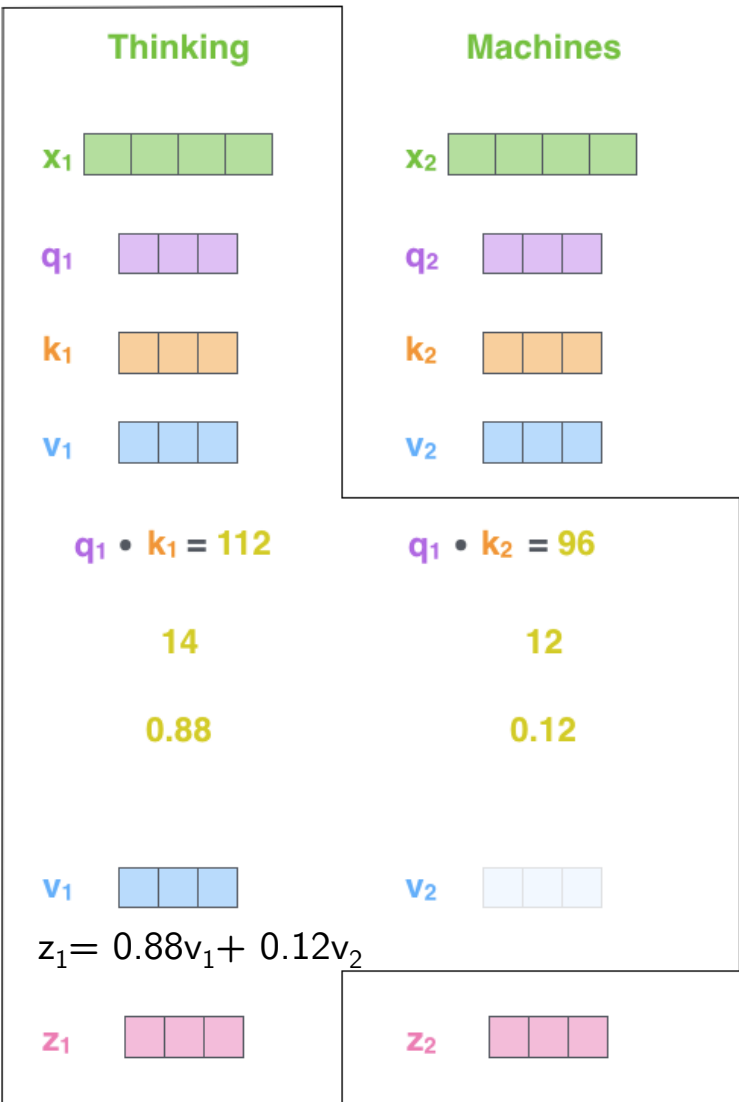 Thinking Machines
x₁ x₂
q₁ q₂
k₁ k₂
v₁ v₂
q₁ • k₁ = 112 q₁ • k₂ = 96
14 12
0.88 0.12
v₁ v₂
z₁= 0.88v₁+ 0.12v₂
z₁ z₂